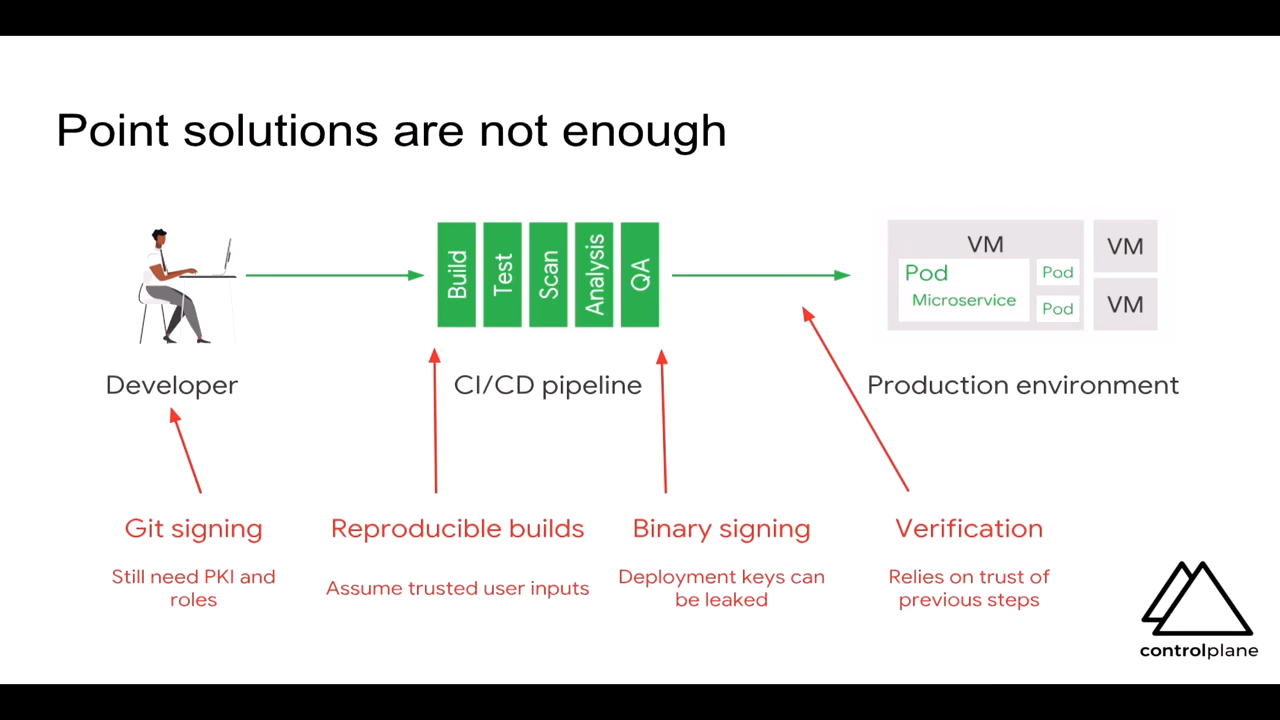 Point solutions are not enough
Build
Test
Scan
Analysis
QA
VM
Pod
Microservice
Pod
Pod
VM
VM
Developer
CI/CD pipeline
Production environment
Git signing
Still need PKI and
roles
Reproducible builds
Assume trusted user inputs
Binary signing
Deployment keys can
be leaked
Verification
Relies on trust of
previous steps
controlplane